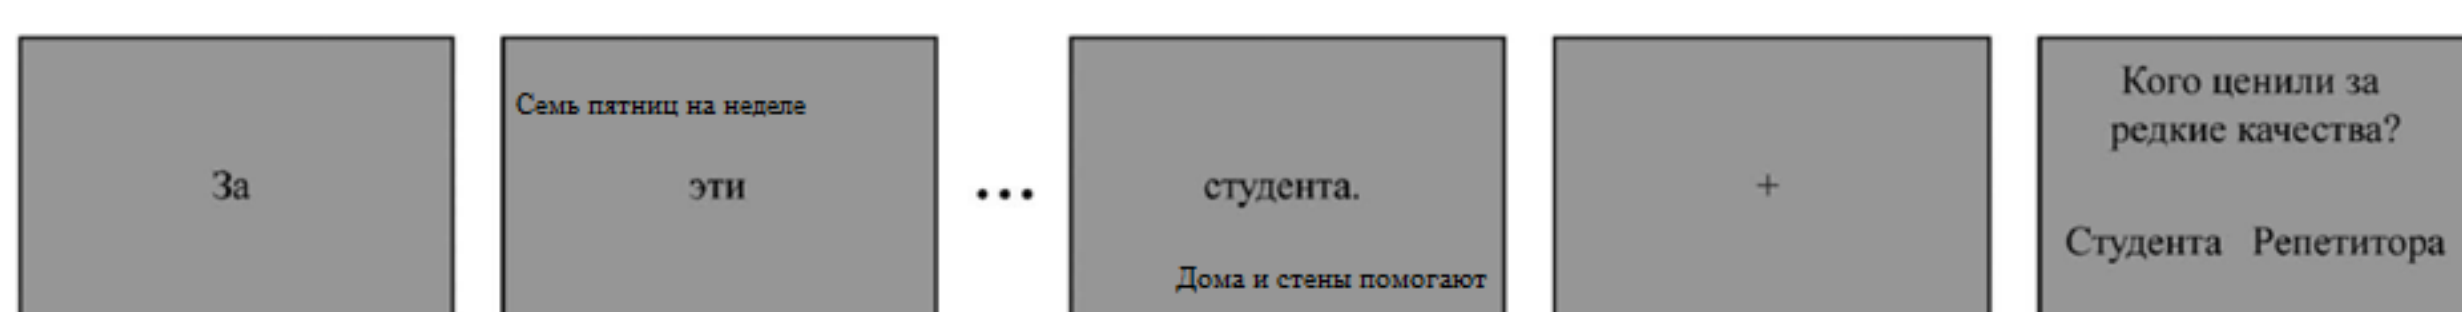 За
Семь пятниц на неделе
эти
...
студента.
Дома и стены помогают
+
Кого ценили за
редкие качества?
Студента Репетитора